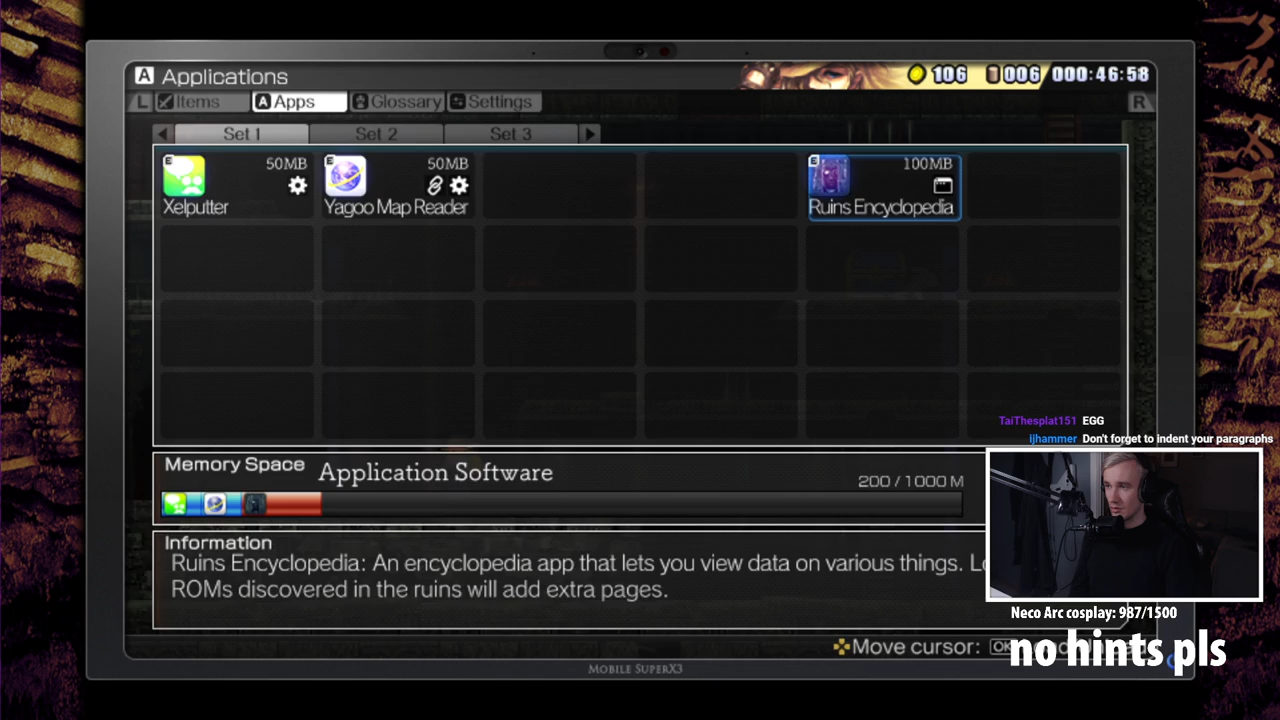 A Applications
106 006 000:46:58
L Items A Apps Glossary Settings R
Set 1 Set 2 Set 3
E 50MB E 50MB E 100MB
Xelputter Yagoo Map Reader Ruins Encyclopedia
TaiThesplat151 EGG
ijhammer Don't forget to indent your paragraphs
Memory Space Application Software
200 / 1000 M
Information
Ruins Encyclopedia: An encyclopedia app that lets you view data on various things.
ROMs discovered in the ruins will add extra pages.
Neco Arc cosplay: 987/1500
Move cursor:
no hints pls
MOBILE SUPERX3